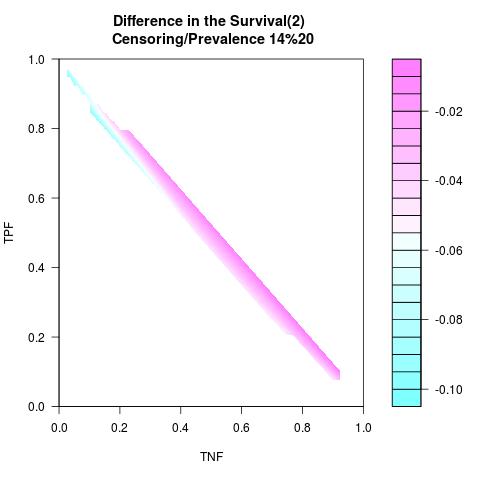 Difference in the Survival(2)
Censoring/Prevalence 14%20
1.0
0.8
0.6
0.4
0.2
0.0
TPF
0.0 0.2 0.4 0.6 0.8 1.0
TNF
-0.02
-0.04
-0.06
-0.08
-0.10